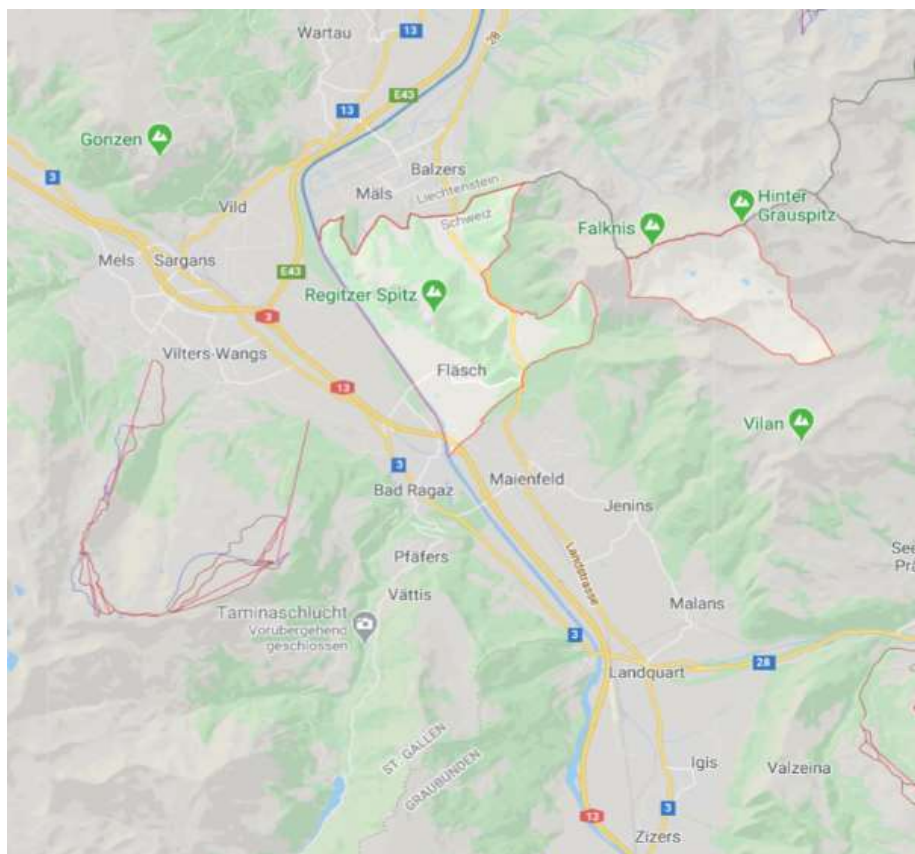 Wartau
13
28
E43
13
Gonzen
3
Balzers
Mäls
Liechtenstein
Schweiz
Hinter
Grauspitz
Falknis
Vild
Mels
Sargans
E43
Regitzer Spitz
3
Vilters-Wangs
Fläsch
13
Vilan
3
Bad Ragaz
Maienfeld
Jenins
Landstrasse
Pfäfers
Vättis
See
Prä
Malans
Taminaschlucht
Vorübergehend
geschlossen
3
28
Landquart
ST. GALLEN
GRAUBÜNDEN
Igis
Valzeina
3
13
Zizers